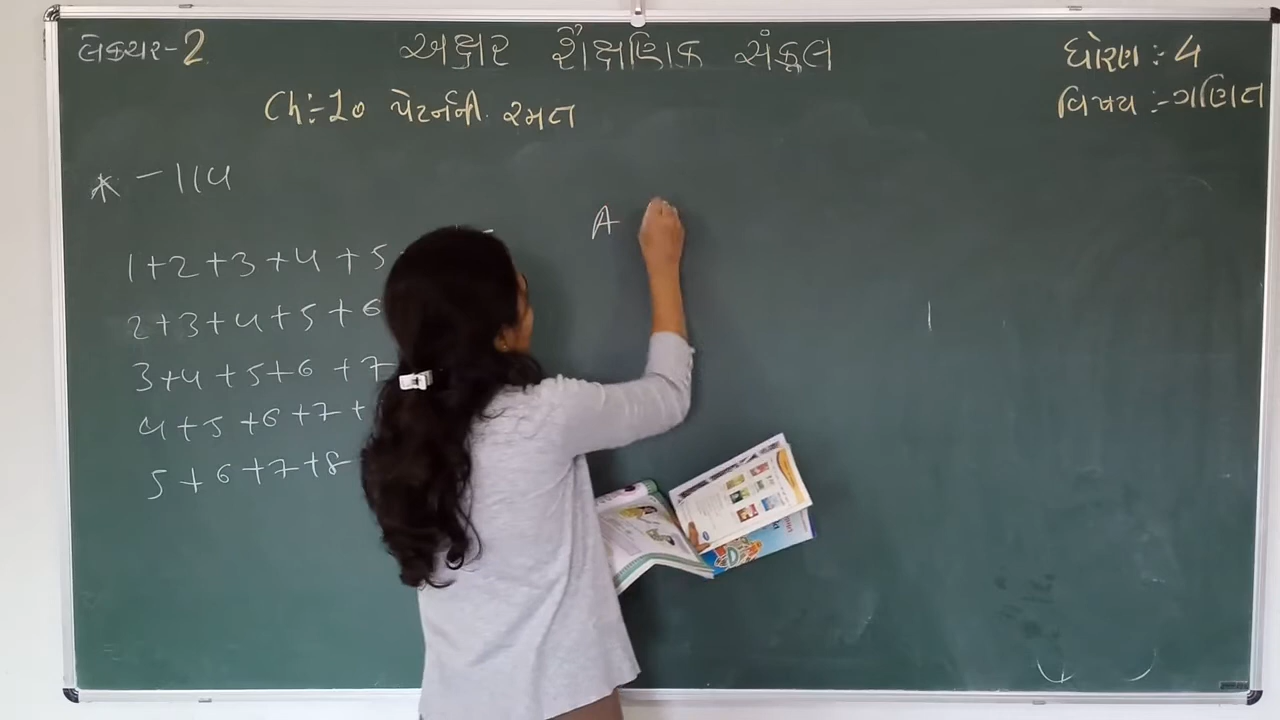 લેકચર-2
અક્ષર શૈક્ષણિક સંકૂલ
ધોરણ :- 4
Ch:-10 પેટર્નની રમત
વિષય :- ગણિત
* - 114
A
1+2+3+4+5
2+3+4+5+6
3+4+5+6+7
4+5+6+7+
5+6+7+8